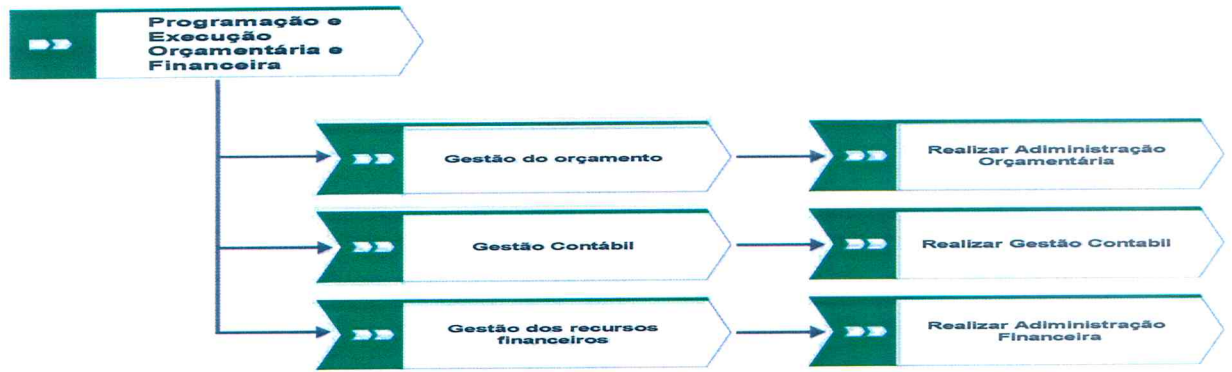 Programação e
Execução
Orçamentária e
Financeira
Gestão do orçamento
Realizar Adiministração
Orçamentária
Gestão Contábil
Realizar Gestão Contabil
Gestão dos recursos
financeiros
Realizar Adiministração
Financeira